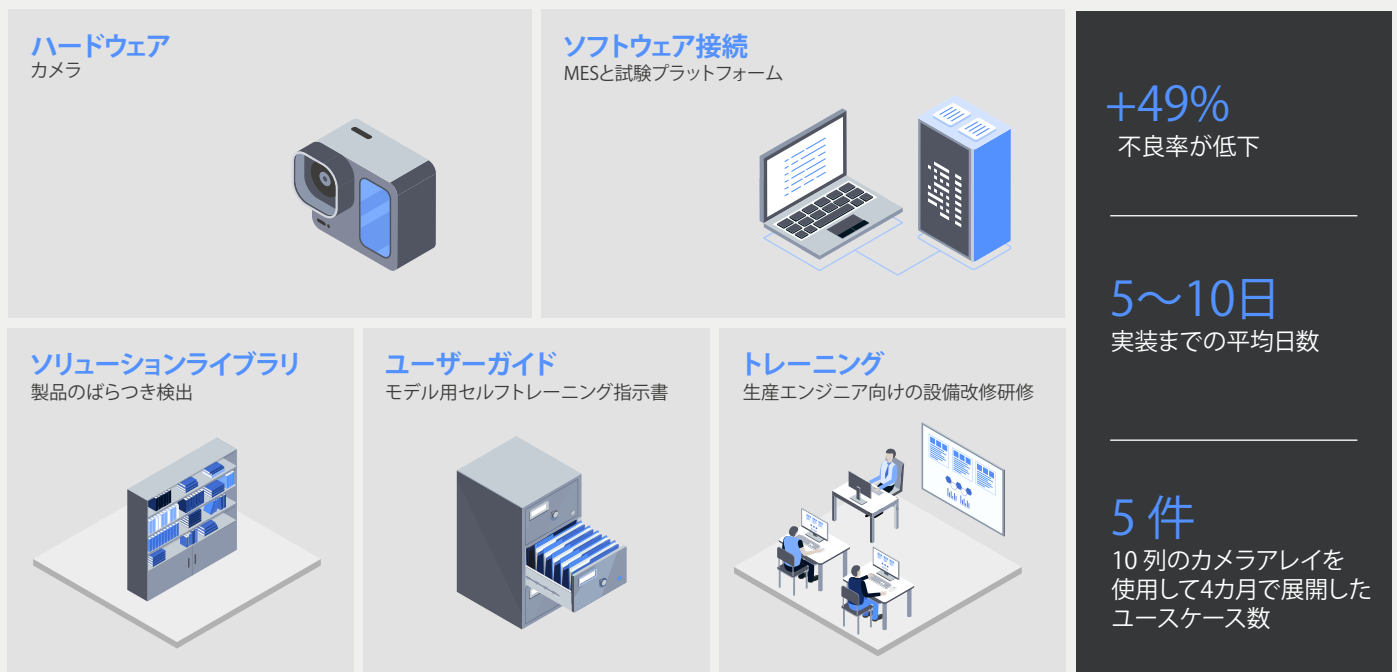 ハードウェア
カメラ
ソフトウェア接続
MESと試験プラットフォーム
ソリューションライブラリ
製品のばらつき検出
ユーザーガイド
モデル用セルフトレーニング指示書
トレーニング
生産エンジニア向けの設備改修研修
+49%
不良率が低下
5～10日
実装までの平均日数
5 件
10 列のカメラアレイを
使用して4カ月で展開した
ユースケース数